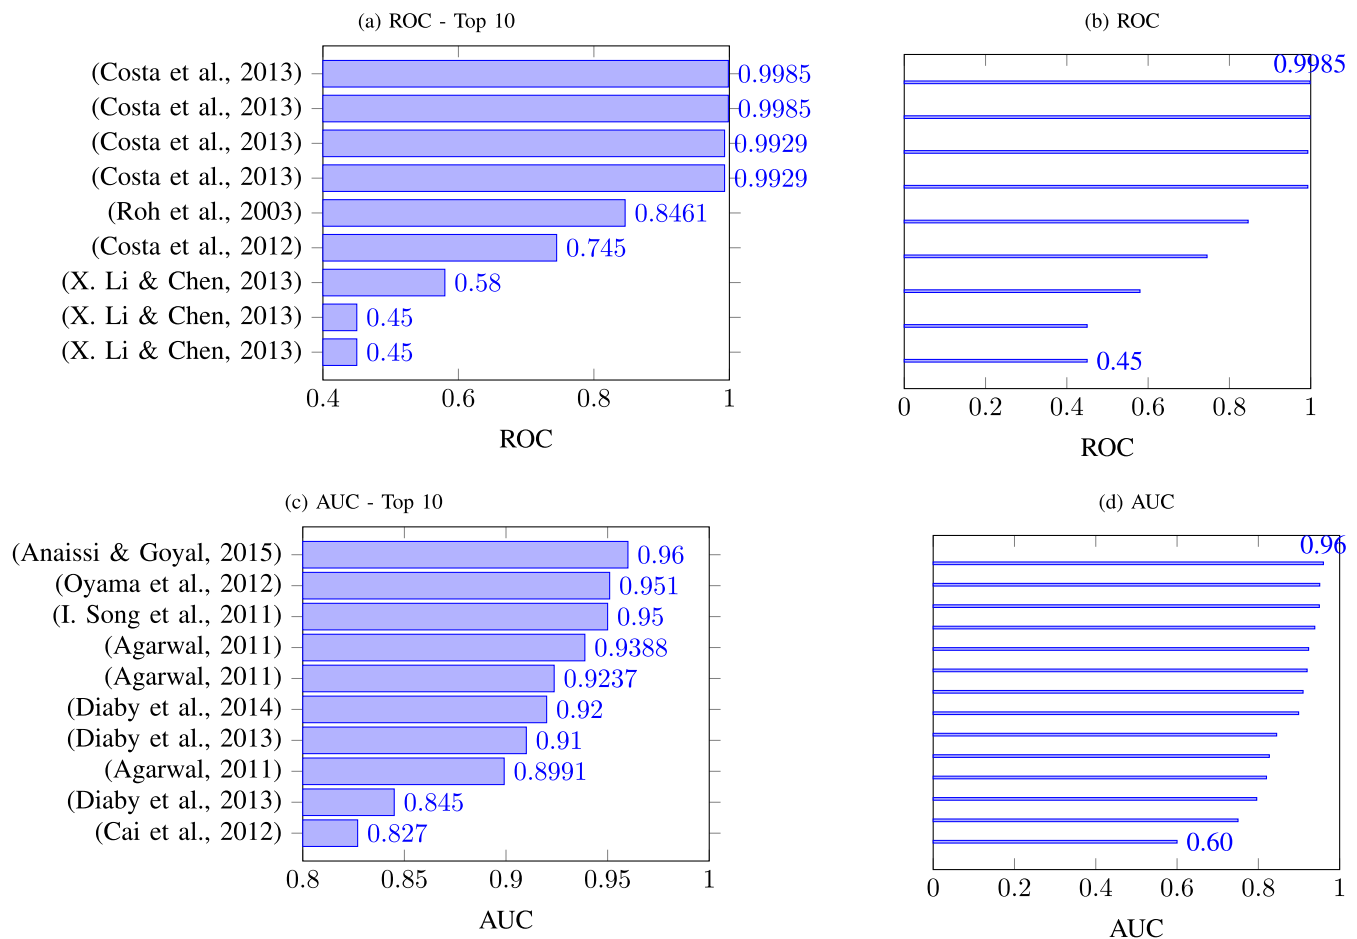 (a) ROC - Top 10
(Costa et al., 2013) 0.9985
(Costa et al., 2013) 0.9985
(Costa et al., 2013) 0.9929
(Costa et al., 2013) 0.9929
(Roh et al., 2003) 0.8461
(Costa et al., 2012) 0.745
(X. Li & Chen, 2013) 0.58
(X. Li & Chen, 2013) 0.45
(X. Li & Chen, 2013) 0.45
0.4 0.6 0.8 1
ROC
(b) ROC
0.9985
0.45
0 0.2 0.4 0.6 0.8 1
ROC
(c) AUC - Top 10
(Anaissi & Goyal, 2015) 0.96
(Oyama et al., 2012) 0.951
(I. Song et al., 2011) 0.95
(Agarwal, 2011) 0.9388
(Agarwal, 2011) 0.9237
(Diaby et al., 2014) 0.92
(Diaby et al., 2013) 0.91
(Agarwal, 2011) 0.8991
(Diaby et al., 2013) 0.845
(Cai et al., 2012) 0.827
0.8 0.85 0.9 0.95 1
AUC
(d) AUC
0.96
0.60
0 0.2 0.4 0.6 0.8 1
AUC